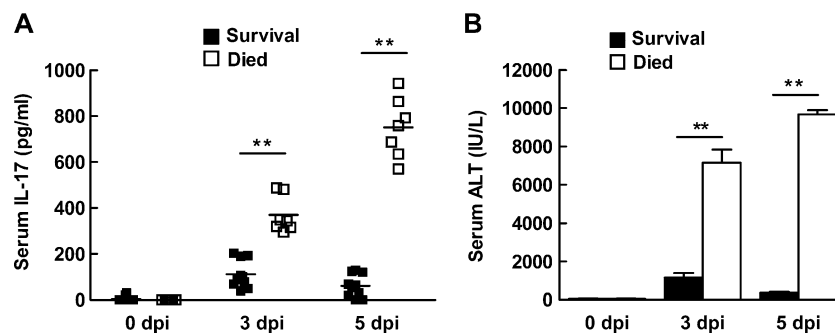 A
Survival
Died
Serum IL-17 (pg/ml)
1000
800
600
400
200
0
**
**
0 dpi 3 dpi 5 dpi
B
Survival
Died
Serum ALT (IU/L)
12000
10000
8000
6000
4000
2000
0
**
**
0 dpi 3 dpi 5 dpi